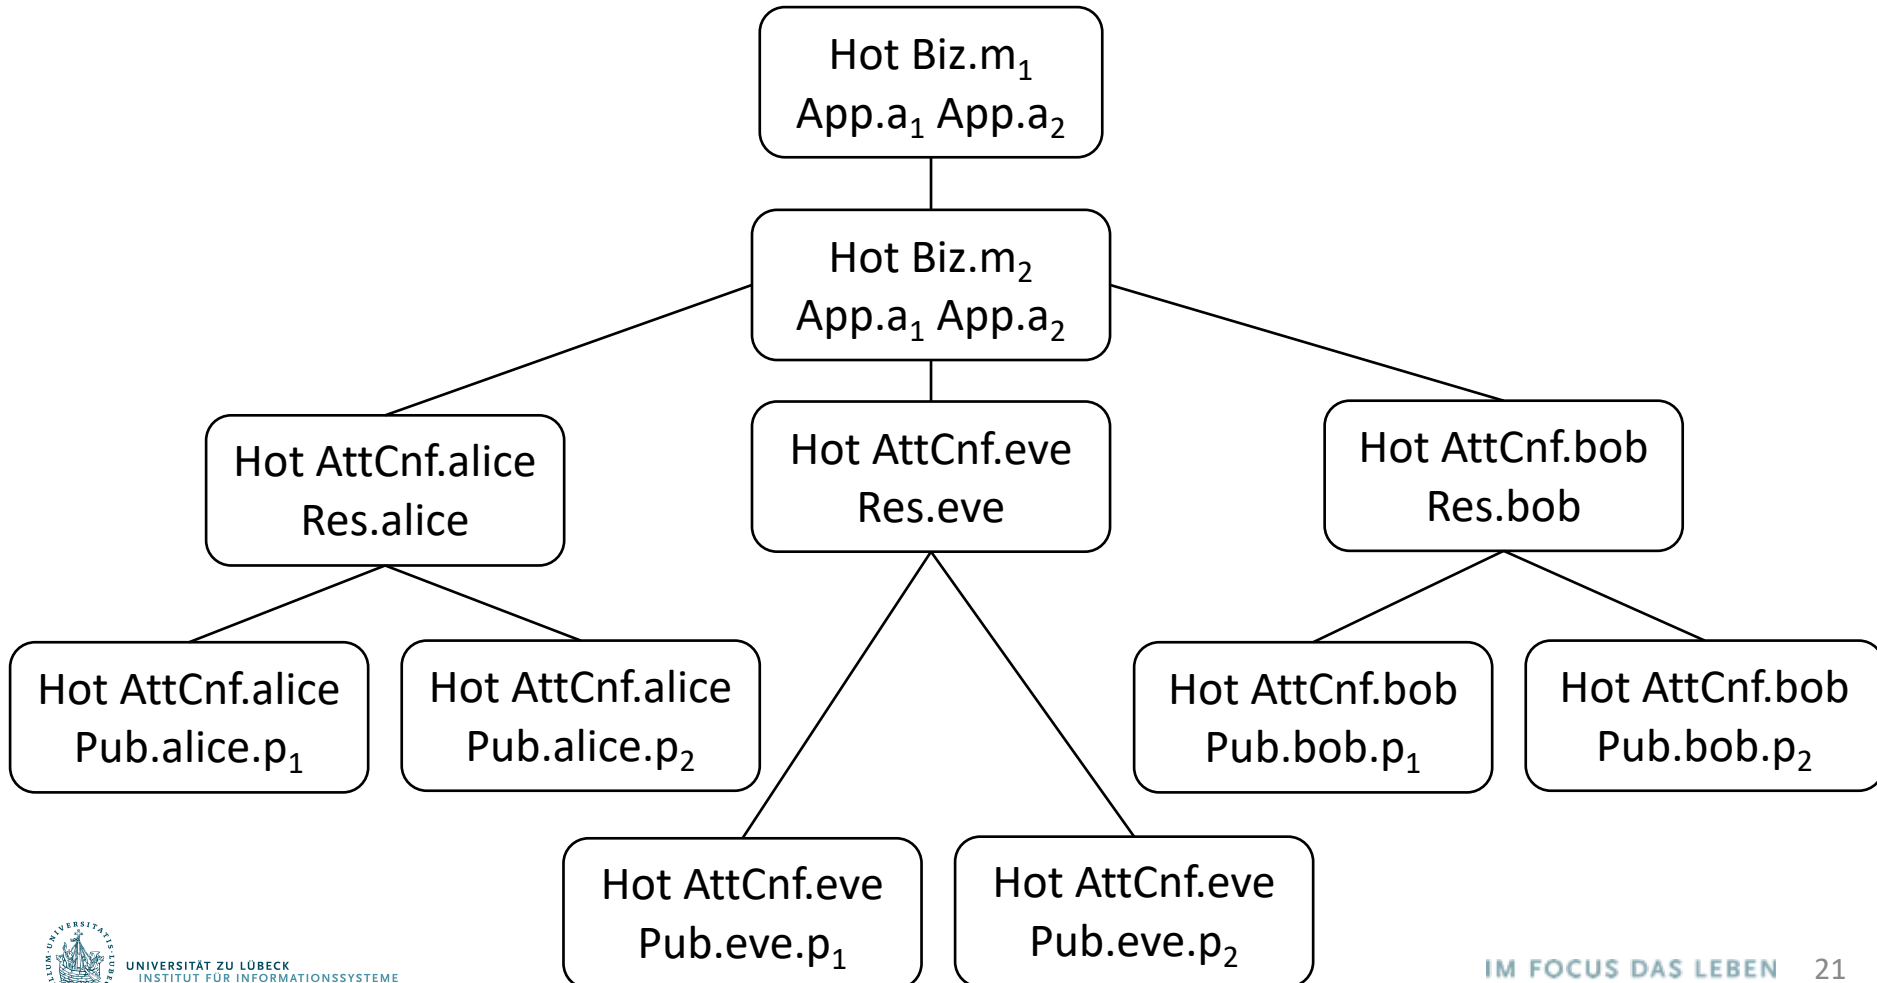 Hot Biz.m₁
App.a₁ App.a₂
Hot Biz.m₂
App.a₁ App.a₂
Hot AttCnf.alice
Res.alice
Hot AttCnf.eve
Res.eve
Hot AttCnf.bob
Res.bob
Hot AttCnf.alice
Pub.alice.p₁
Hot AttCnf.alice
Pub.alice.p₂
Hot AttCnf.bob
Pub.bob.p₁
Hot AttCnf.bob
Pub.bob.p₂
Hot AttCnf.eve
Pub.eve.p₁
Hot AttCnf.eve
Pub.eve.p₂
UNIVERSITÄT ZU LÜBECK
INSTITUT FÜR INFORMATIONSSYSTEME
IM FOCUS DAS LEBEN 21